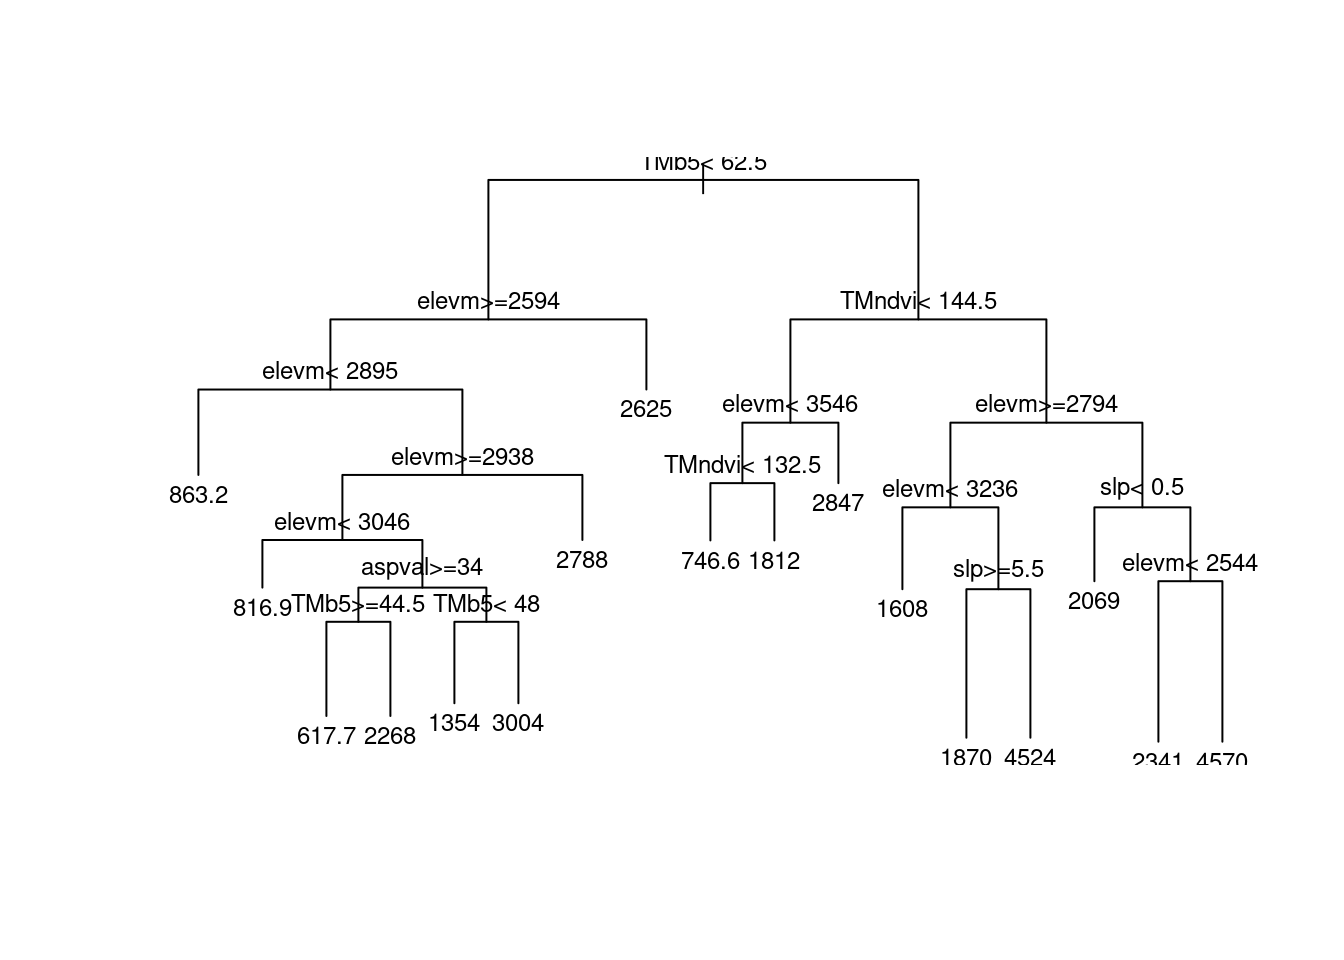 TMb5< 62.5
elevm>=2594
TMndvi< 144.5
elevm< 2895
2625
elevm< 3546
elevm>=2794
elevm>=2938
TMndvi< 132.5
2847
elevm< 3236
slp< 0.5
863.2
elevm< 3046
2788
746.6 1812
aspval>=34
slp>=5.5
elevm< 2544
816.9
TMb5>=44.5 TMb5< 48
1608
2069
617.7 2268 1354 3004
1870 4524 2341 4570